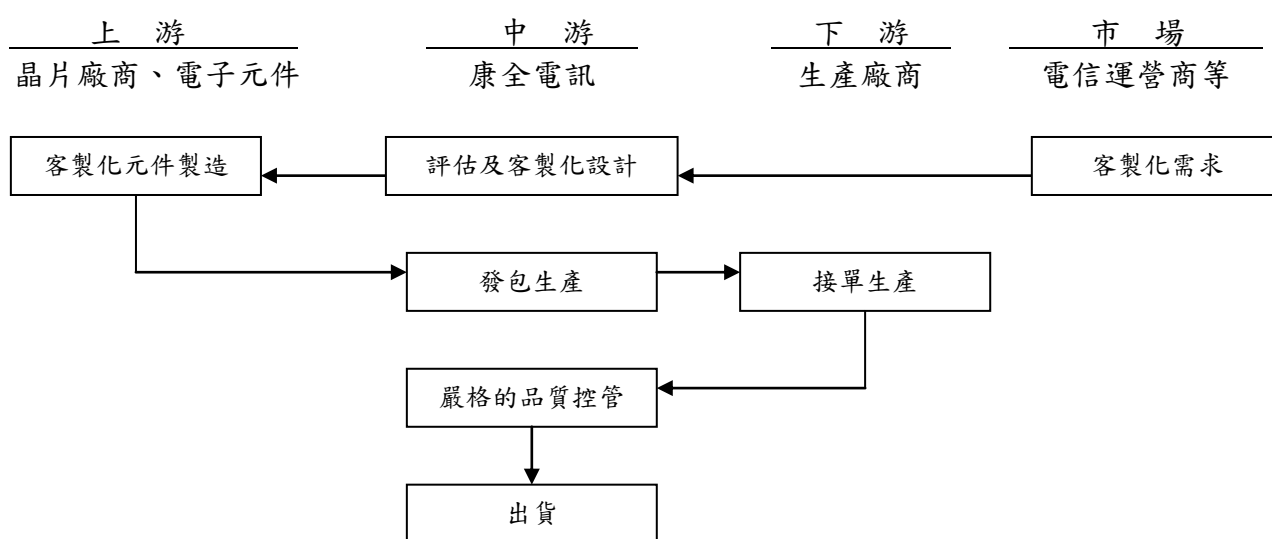 上 游 中 游 下 游 市 場
晶片廠商、電子元件 康全電訊 生產廠商 電信運營商等
客製化元件製造 評估及客製化設計 客製化需求
發包生產 接單生產
嚴格的品質控管
出貨